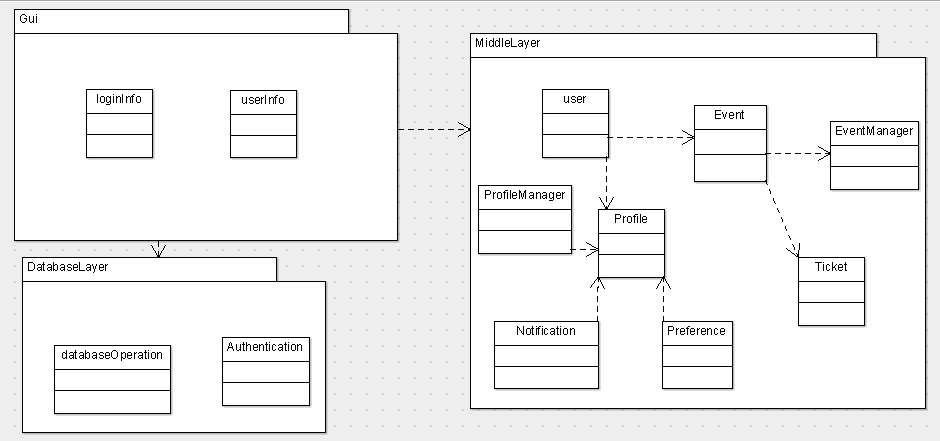 Gui
loginInfo
userInfo
MiddleLayer
user
Event
EventManager
ProfileManager
Profile
Ticket
Notification
Preference
DatabaseLayer
databaseOperation
Authentication